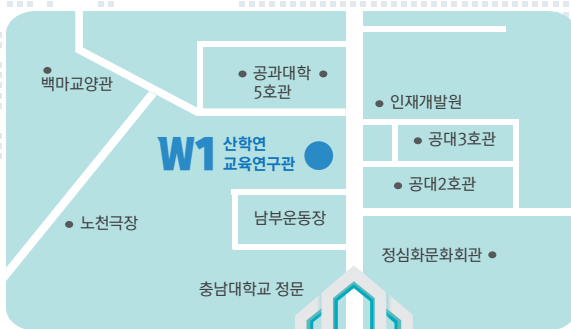 백마교양관
공과대학
5호관
인재개발원
W1 산학연
교육연구관
공대3호관
공대2호관
노천극장
남부운동장
정심화문화회관
충남대학교 정문